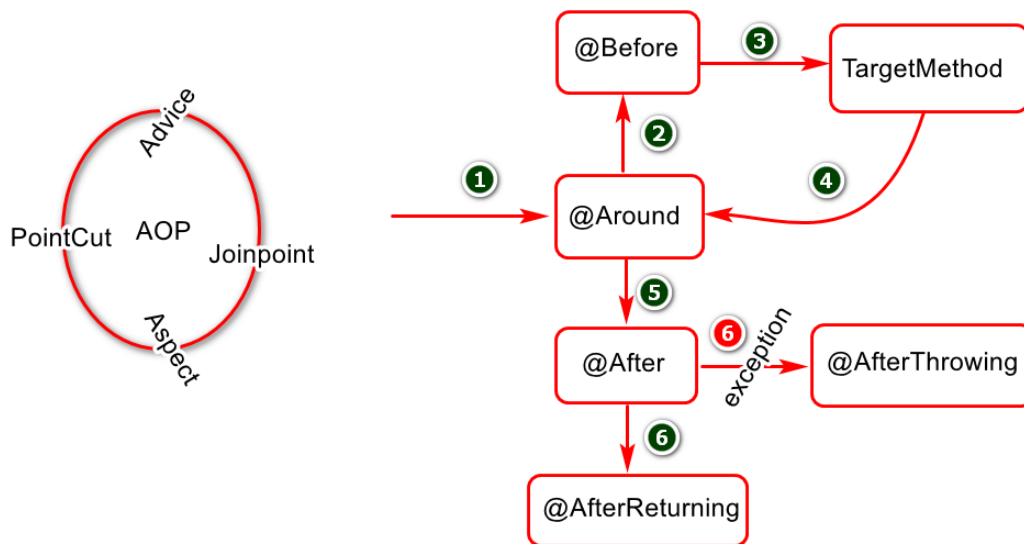 Advice
PointCut
AOP
Joinpoint
Aspect
1
@Around
2
@Before
3
TargetMethod
4
5
@After
6
exception
@AfterThrowing
6
@AfterReturning